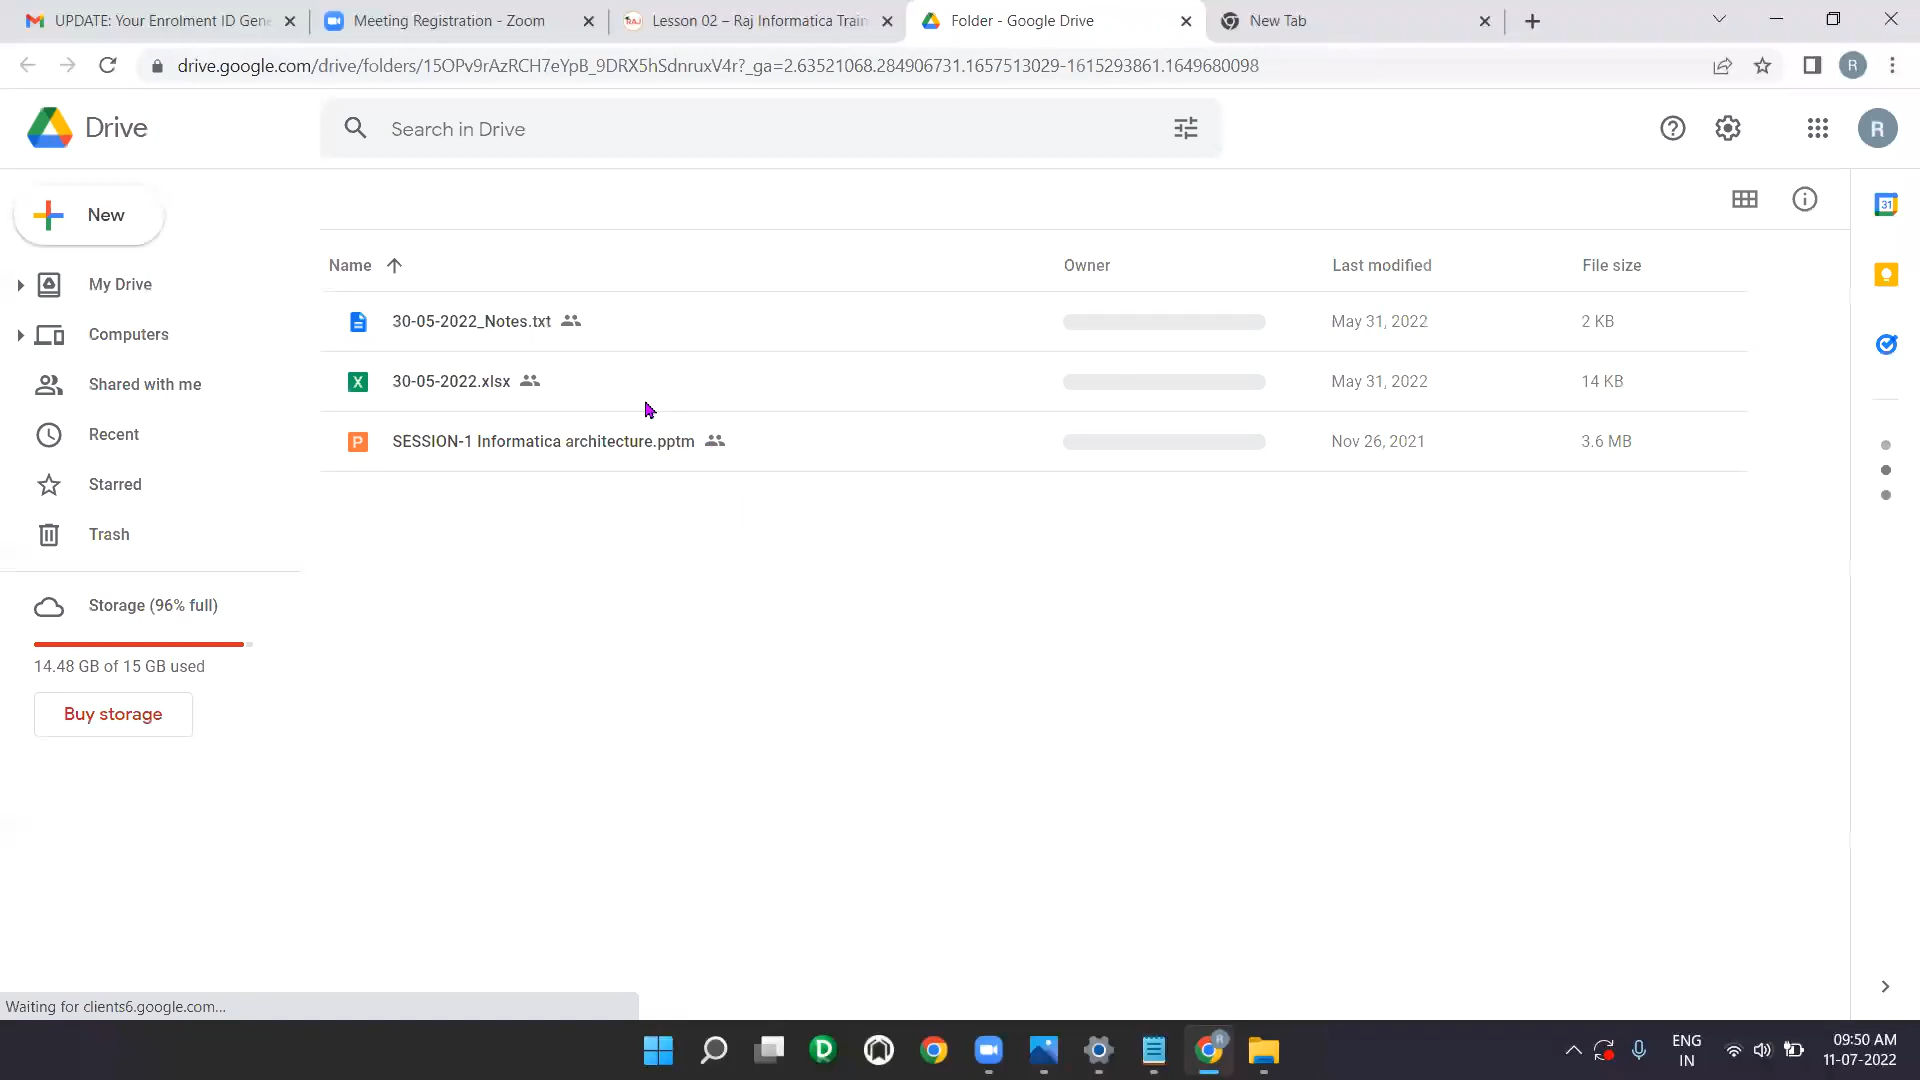 UPDATE: Your Enrolment ID Gene
Meeting Registration - Zoom
Lesson 02 – Raj Informatica Train
Folder - Google Drive
New Tab
drive.google.com/drive/folders/15OPv9rAzRCH7eYpB_9DRX5hSdnruxV4r?_ga=2.63521068.284906731.1657513029-1615293861.1649680098
R
Drive
Search in Drive
R
New
31
Name
Owner
Last modified
File size
My Drive
30-05-2022_Notes.txt
May 31, 2022
2 KB
Computers
Shared with me
X
30-05-2022.xlsx
May 31, 2022
14 KB
Recent
P
SESSION-1 Informatica architecture.pptm
Nov 26, 2021
3.6 MB
Starred
Trash
Storage (96% full)
14.48 GB of 15 GB used
Buy storage
Waiting for clients6.google.com...
D
R
ENG
IN
09:50 AM
11-07-2022